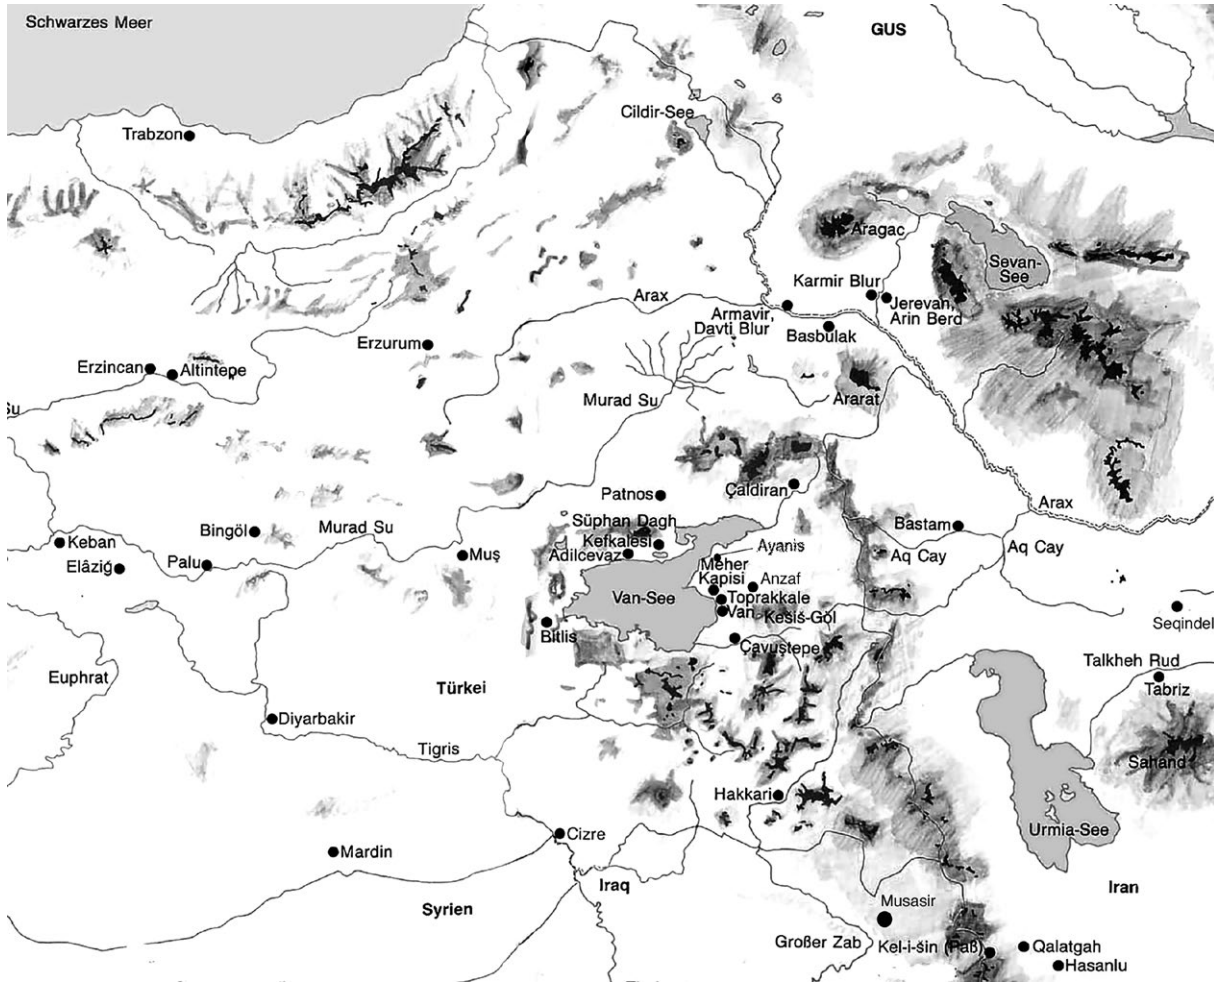 Schwarzes Meer
GUS
Trabzon
Cildir-See
Aragac
Sevan-
See
Karmir Blur
Jerevan,
Arin Berd
Arax
Armavir,
Davti Blur
Basbulak
Erzurum
Erzincan
Altintepe
Ararat
Murad Su
Su
Patnos
Çaldiran
Arax
Bingöl
Murad Su
Süphan Dagh
Kefkalesi
Adilcevaz
Bastam
Aq Cay
Aq Cay
Keban
Elâziğ
Palu
Muş
Ayanis
Meher
Kapisi
Anzaf
Van-See
Toprakkale
Van
Kešiš-Göl
Bitlis
Çavuştepe
Seqindel
Euphrat
Türkei
Talkheh Rud
Tabriz
Diyarbakir
Tigris
Sahand
Hakkari
Urmia-See
Cizre
Mardin
Iraq
Iran
Syrien
Musasir
Großer Zab
Kel-i-šin (Paß)
Qalatgah
Hasanlu